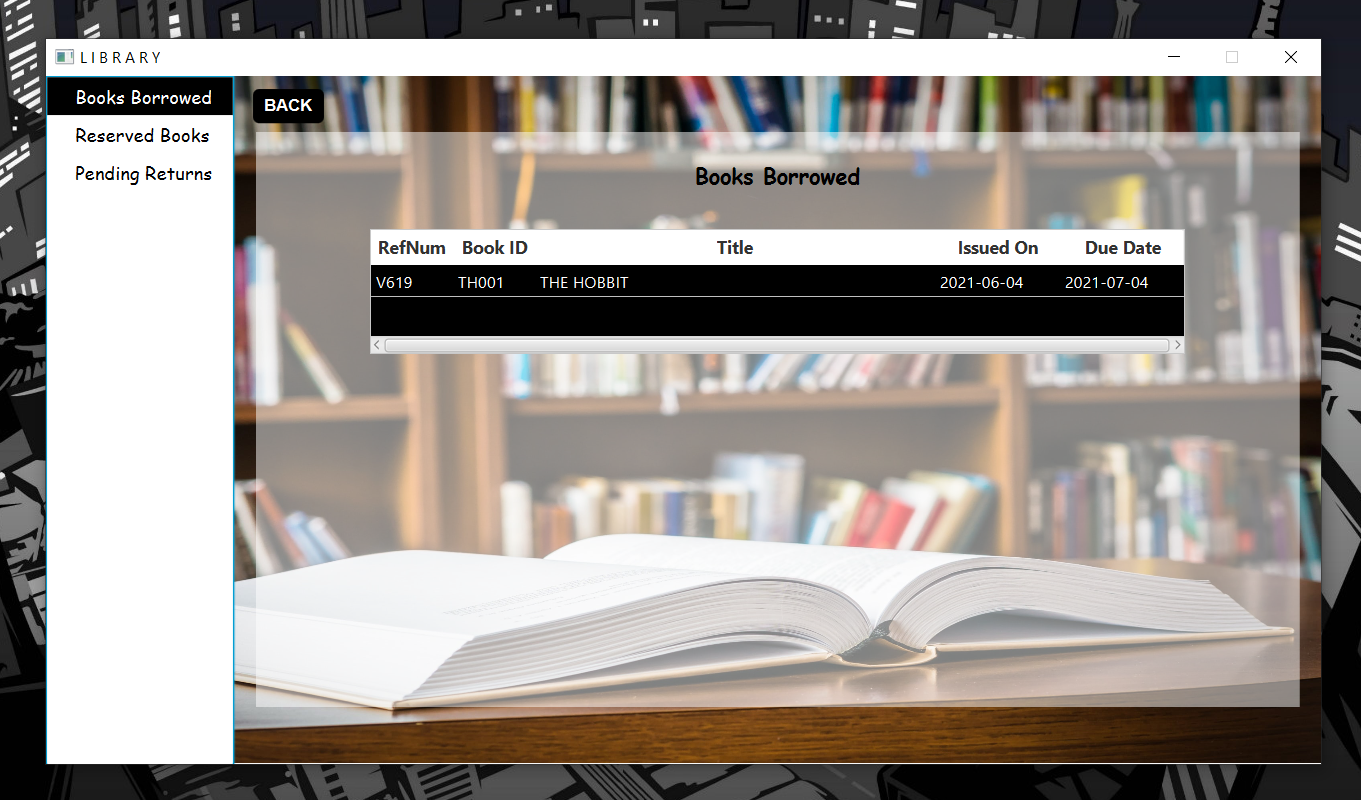 LIBRARY
Books Borrowed
Reserved Books
Pending Returns
BACK
Books Borrowed
RefNum Book ID Title Issued On Due Date
V619 TH001 THE HOBBIT 2021-06-04 2021-07-04